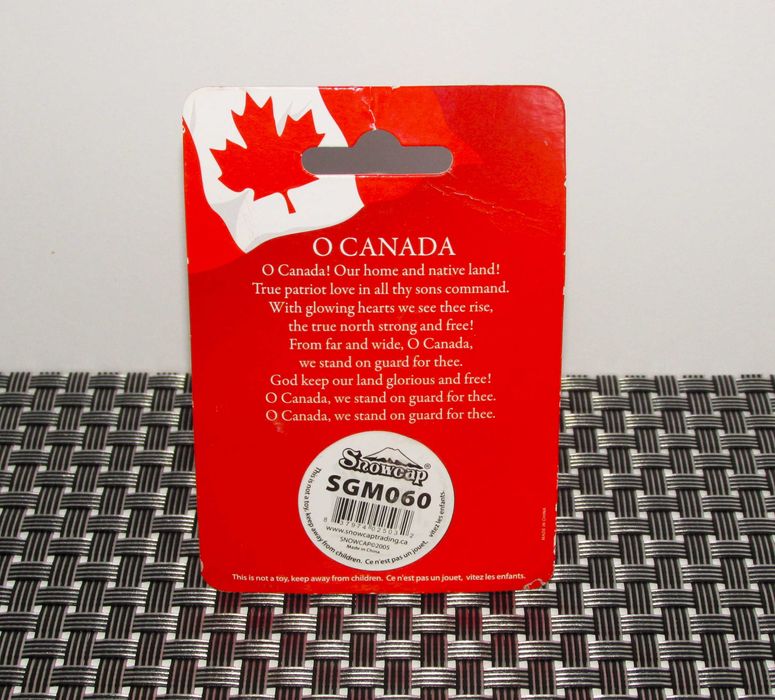 O CANADA
O Canada! Our home and native land!
True patriot love in all thy sons command.
With glowing hearts we see thee rise,
the true north strong and free!
From far and wide, O Canada,
we stand on guard for thee.
God keep our land glorious and free!
O Canada, we stand on guard for thee.
O Canada, we stand on guard for thee.
Snowcap®
SGM060
www.snowcaptrading.ca
SNOWCAP©2005
Made in China
This is not a toy, keep away from children. Ce n'est pas un jouet, vitez les enfants.
MADE IN CHINA
This is not a toy, keep away from children. Ce n'est pas un jouet, vitez les enfants.